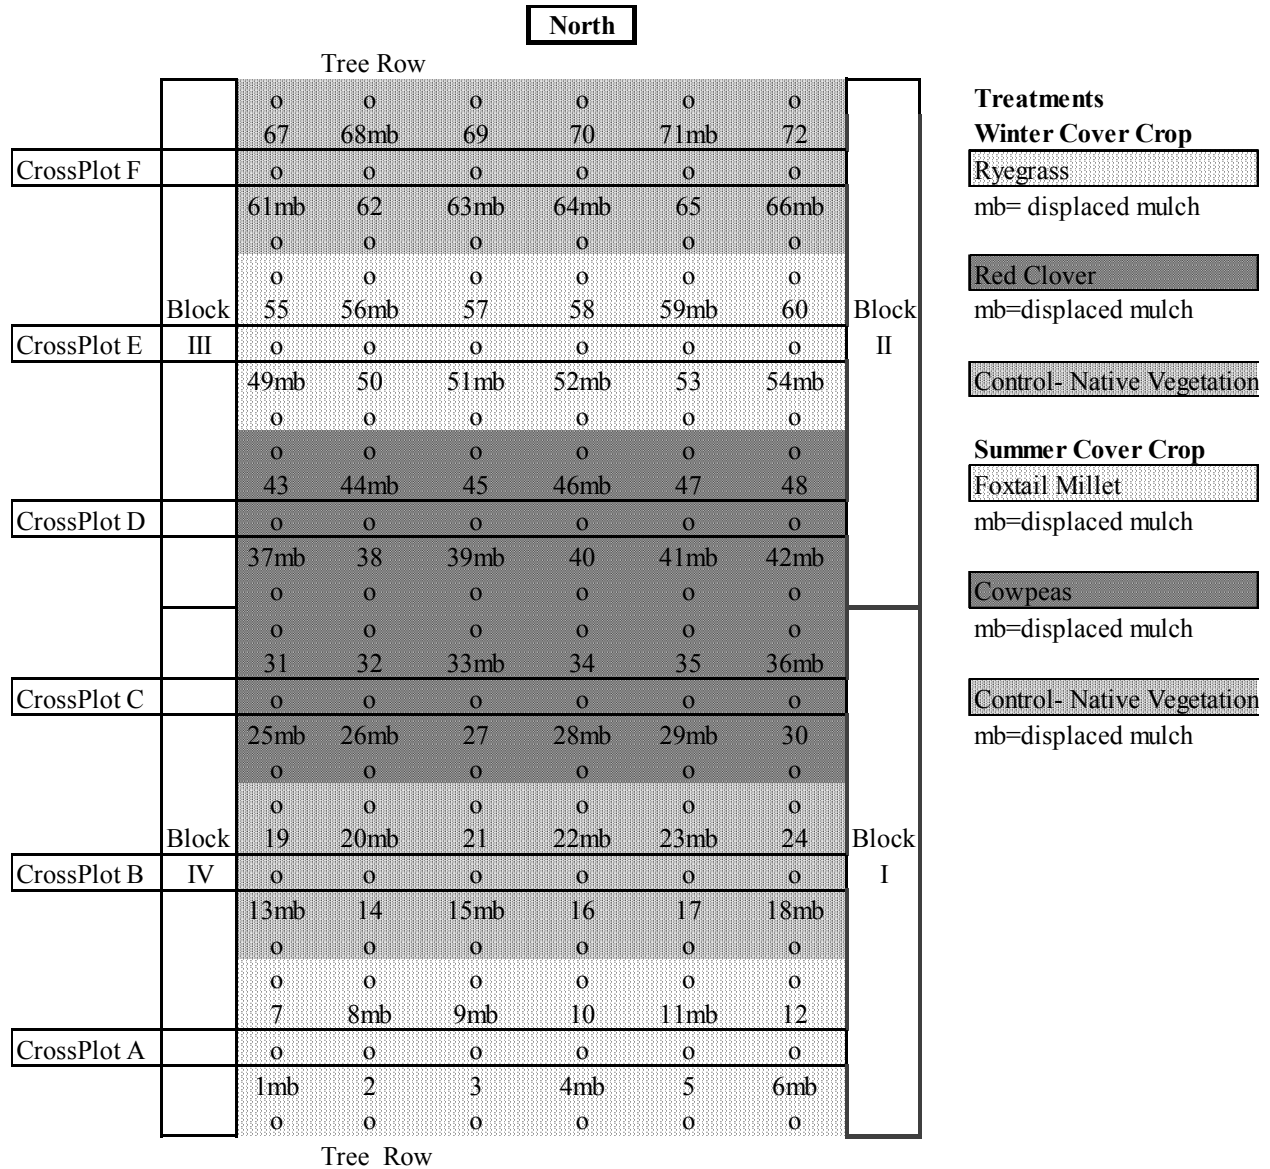 North
Tree Row
o o o o o o Treatments
67 68mb 69 70 71mb 72 Winter Cover Crop
CrossPlot F o o o o o o Ryegrass
61mb 62 63mb 64mb 65 66mb mb= displaced mulch
o o o o o o
o o o o o o Red Clover
Block 55 56mb 57 58 59mb 60 Block mb=displaced mulch
CrossPlot E III o o o o o o II
49mb 50 51mb 52mb 53 54mb Control- Native Vegetation
o o o o o o
o o o o o o Summer Cover Crop
43 44mb 45 46mb 47 48 Foxtail Millet
CrossPlot D o o o o o o mb=displaced mulch
37mb 38 39mb 40 41mb 42mb
o o o o o o Cowpeas
o o o o o o mb=displaced mulch
31 32 33mb 34 35 36mb
CrossPlot C o o o o o o Control- Native Vegetation
25mb 26mb 27 28mb 29mb 30 mb=displaced mulch
o o o o o o
o o o o o o
Block 19 20mb 21 22mb 23mb 24 Block
CrossPlot B IV o o o o o o I
13mb 14 15mb 16 17 18mb
o o o o o o
o o o o o o
7 8mb 9mb 10 11mb 12
CrossPlot A o o o o o o
1mb 2 3 4mb 5 6mb
o o o o o o
Tree Row